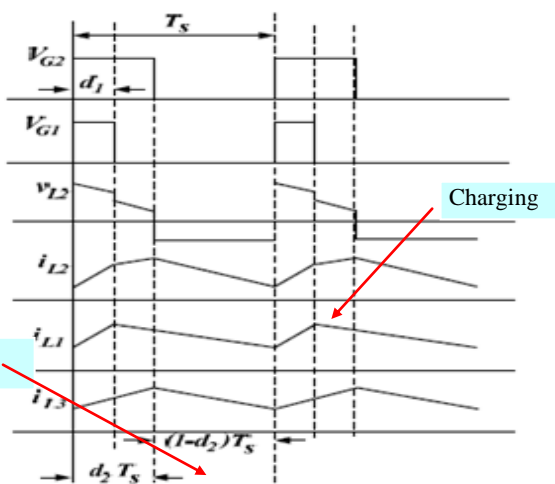 T_S
V_G2
d_1
V_G1
v_L2
Charging
i_L2
i_L1
i_L3
(1-d_2)T_S
d_2 T_S